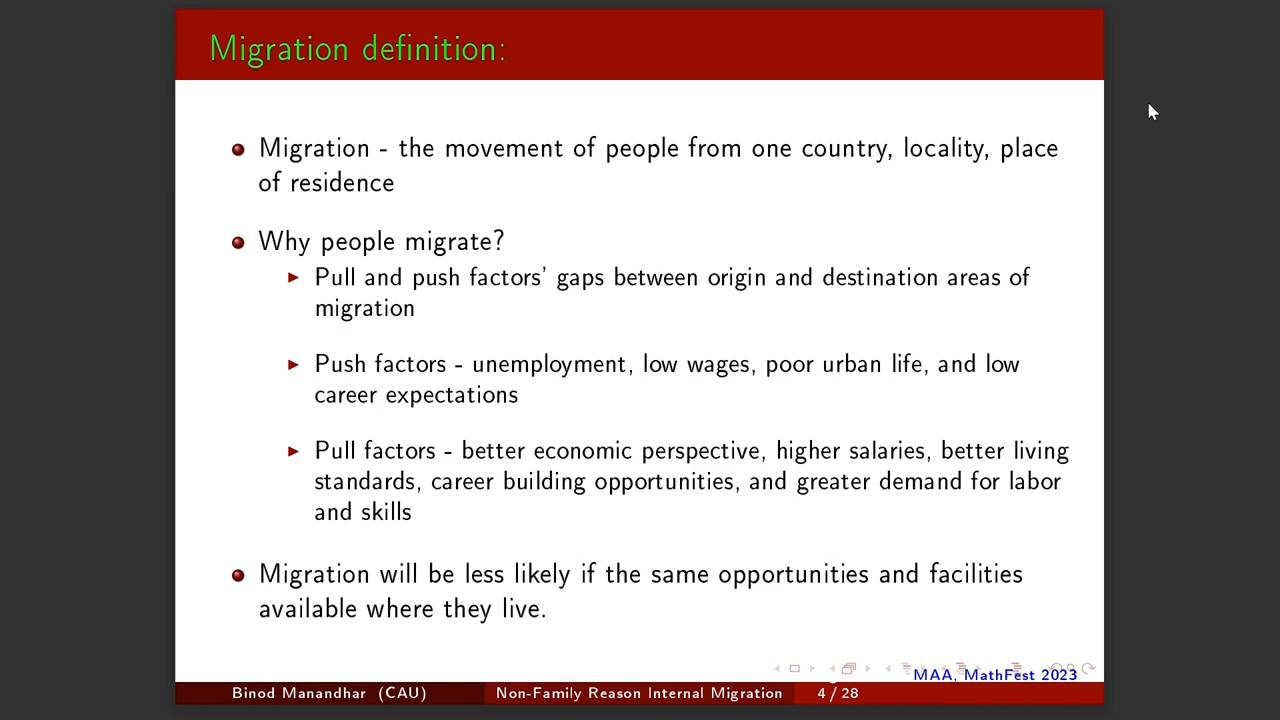 Migration definition:
Migration - the movement of people from one country, locality, place
of residence
Why people migrate?
Pull and push factors' gaps between origin and destination areas of
migration
Push factors - unemployment, low wages, poor urban life, and low
career expectations
Pull factors - better economic perspective, higher salaries, better living
standards, career building opportunities, and greater demand for labor
and skills
Migration will be less likely if the same opportunities and facilities
available where they live.
MAA, MathFest 2023
Binod Manandhar (CAU) Non-Family Reason Internal Migration 4 / 28